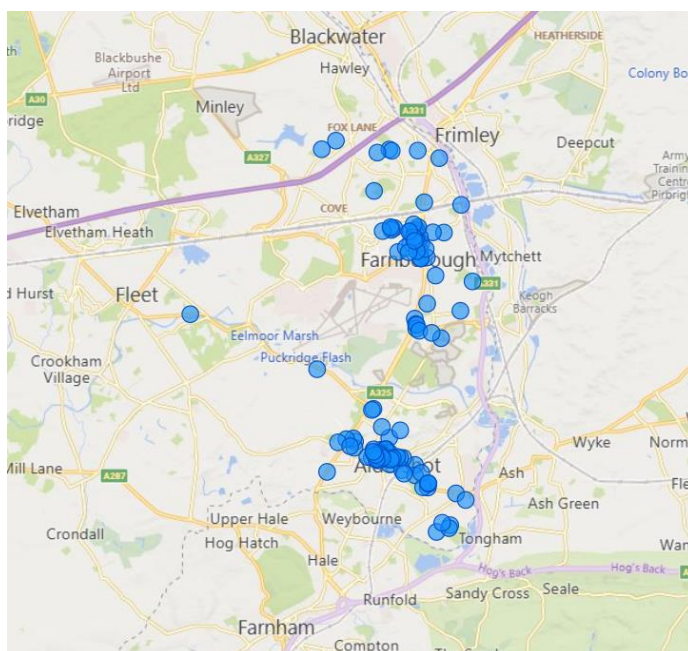 Blackwater
HEATHERSIDE
Blackbushe
Airport
Ltd
Hawley
Colony Bo
A30
Minley
A331
FOX LANE
Frimley
bridge
A327
Deepcut
Army
Training
Centr
Pirbrigh
Elvetham
COVE
Elvetham Heath
Farnborough
Mytchett
d Hurst
Fleet
A331
Keogh
Barracks
Eelmoor Marsh
Puckridge Flash
Crookham
Village
A325
Wyke
Norm
Mill Lane
A287
Ash
Fle
Ash Green
Crondall
Upper Hale
Weybourne
Hog Hatch
Tongham
Wan
Hale
Hog's Back
Hog's Back
Seale
Sandy Cross
Runfold
Farnham
Compton